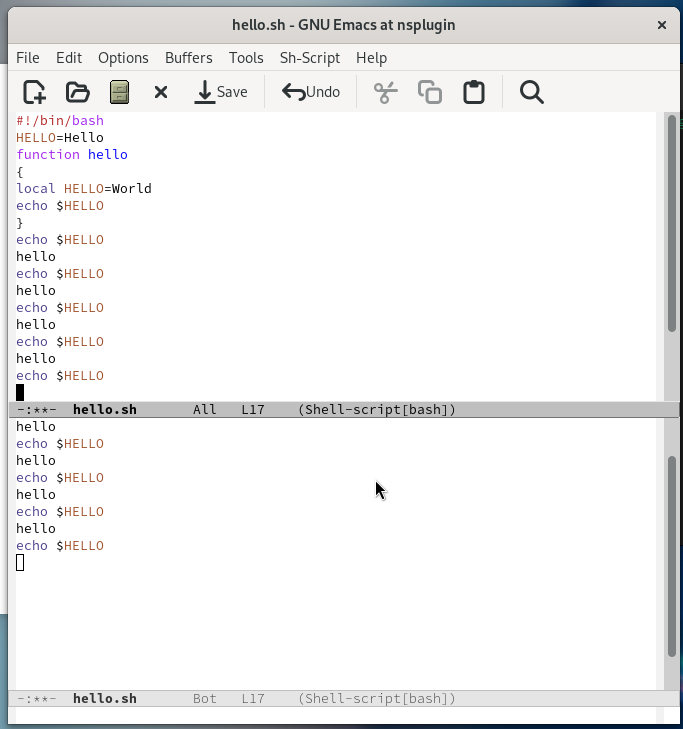 hello.sh - GNU Emacs at nsplugin
File Edit Options Buffers Tools Sh-Script Help
Save Undo
#!/bin/bash
HELLO=Hello
function hello
{
local HELLO=World
echo $HELLO
}
echo $HELLO
hello
echo $HELLO
hello
echo $HELLO
hello
echo $HELLO
hello
echo $HELLO
-:**- hello.sh All L17 (Shell-script[bash])
hello
echo $HELLO
hello
echo $HELLO
hello
echo $HELLO
hello
echo $HELLO
-:**- hello.sh Bot L17 (Shell-script[bash])